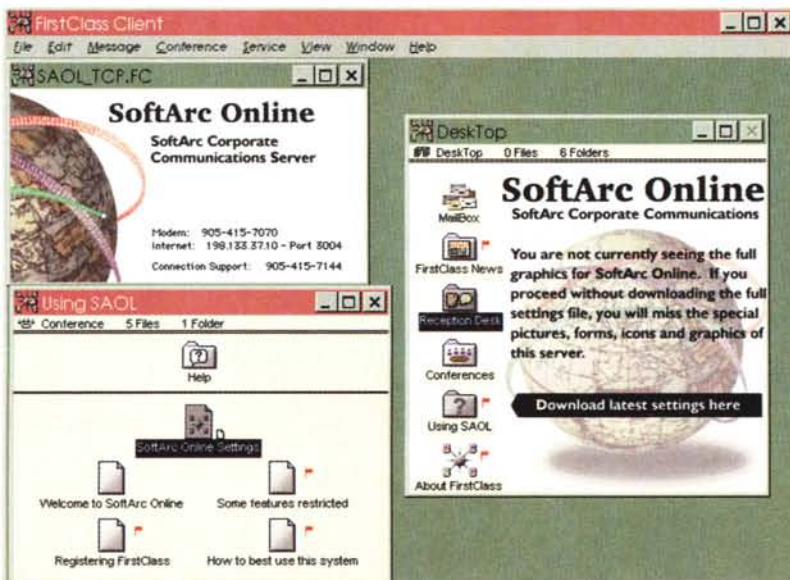 FirstClass Client
File Edit Message Conference Service View Window Help
SAOL_TCP.FC
SoftArc Online
SoftArc Corporate
Communications Server
Modem: 905-415-7070
Internet: 198.133.37.10 - Port 3004
Connection Support: 905-415-7144
DeskTop
DeskTop 0 Files 6 Folders
MailBox
FirstClass News
Reception Desk
Conferences
Using SAOL
About FirstClass
SoftArc Online
SoftArc Corporate Communications
You are not currently seeing the full
graphics for SoftArc Online. If you
proceed without downloading the full
settings file, you will miss the special
pictures, forms, icons and graphics of
this server.
Download latest settings here
Using SAOL
Conference 5 Files 1 Folder
Help
SoftArc Online Settings
Welcome to SoftArc Online
Some features restricted
Registering FirstClass
How to best use this system